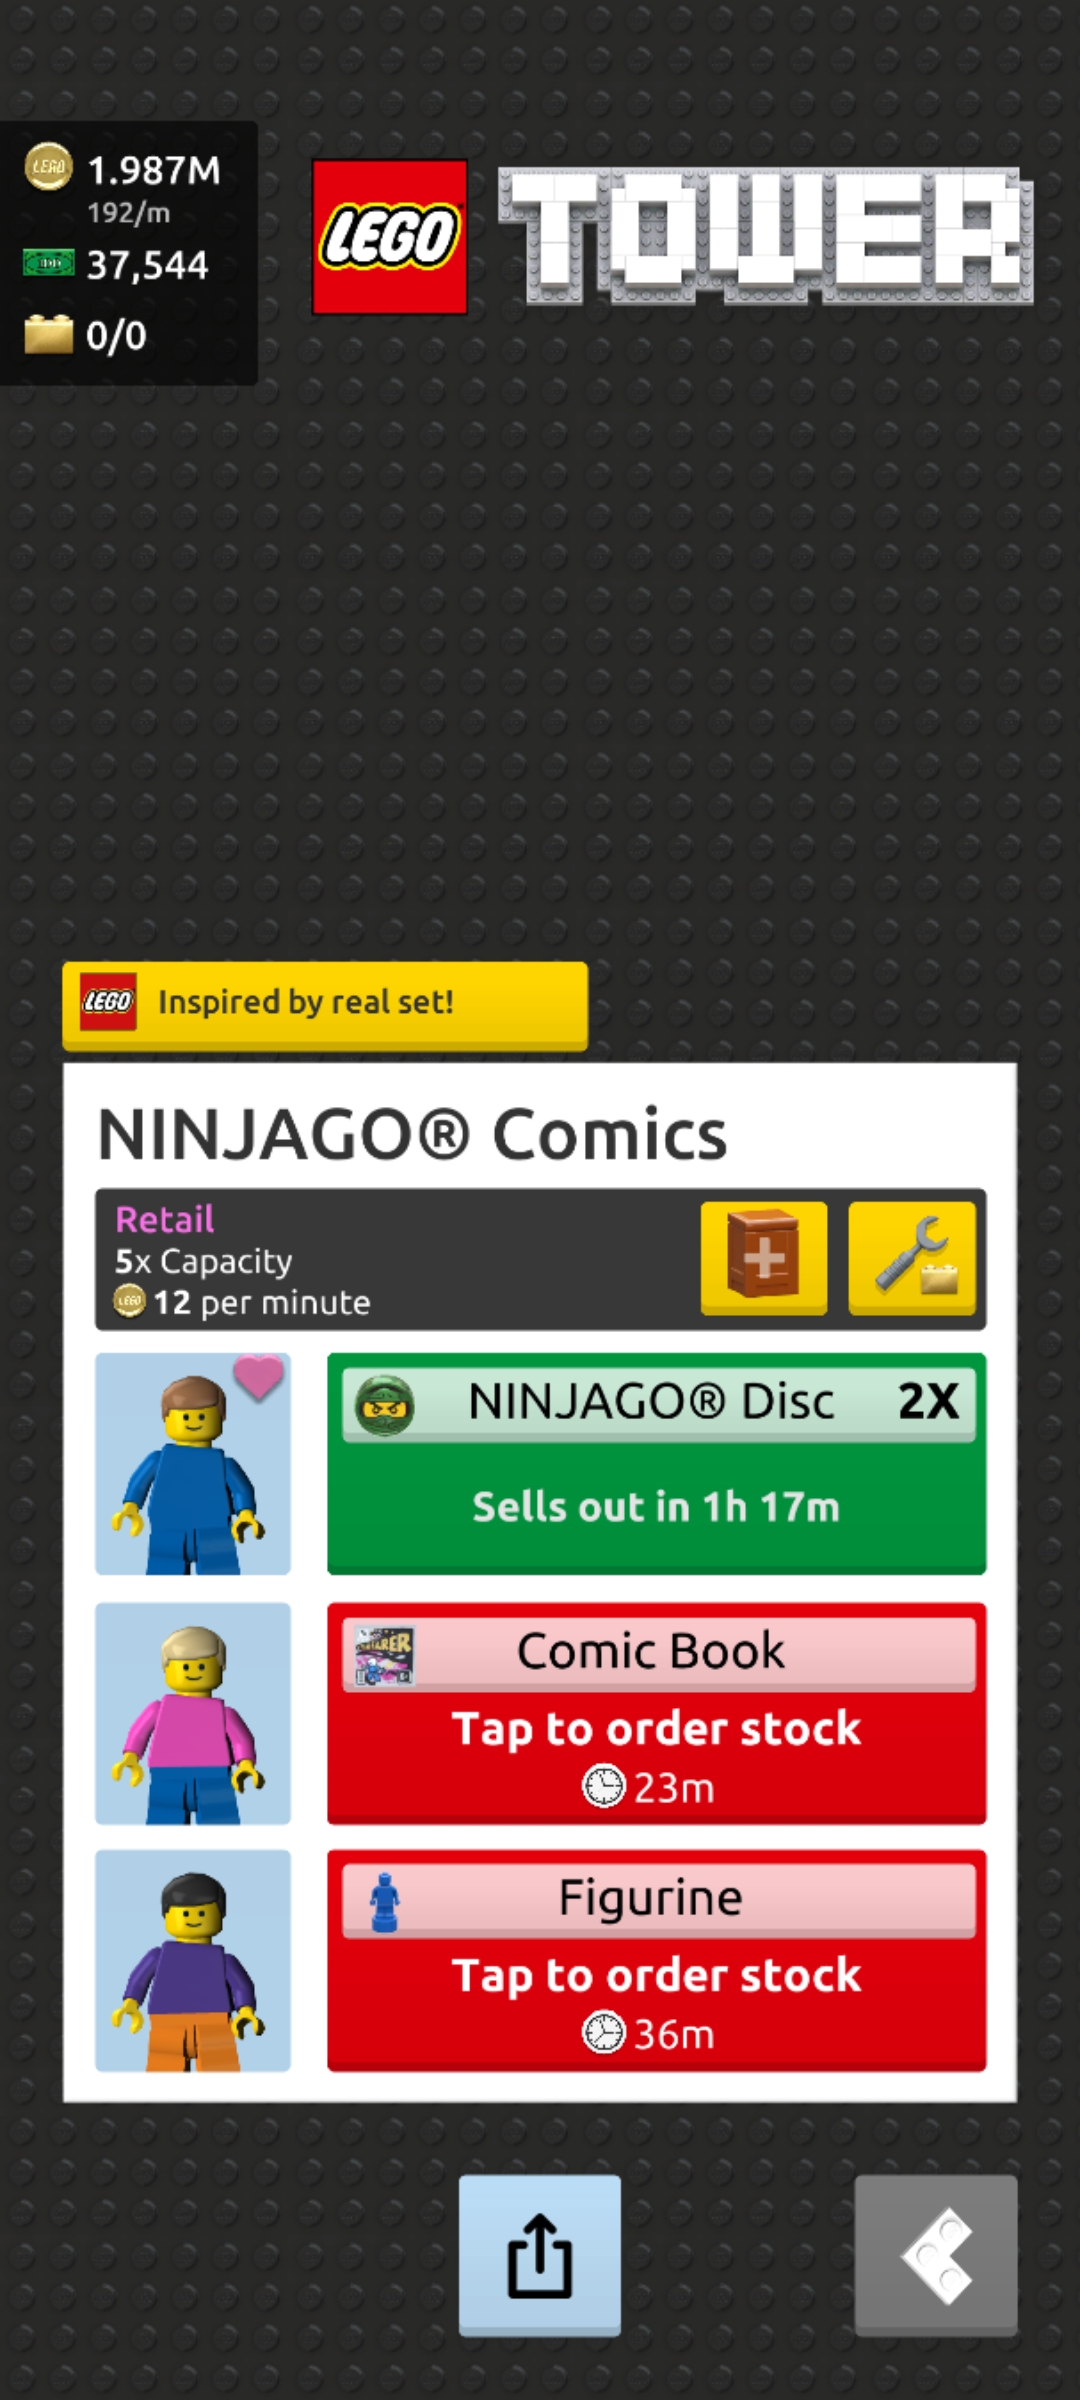 1.987M
192/m
37,544
0/0
LEGO TOWER
LEGO Inspired by real set!
NINJAGO® Comics
Retail
5x Capacity
12 per minute
NINJAGO® Disc 2X
Sells out in 1h 17m
Comic Book
Tap to order stock
23m
Figurine
Tap to order stock
36m